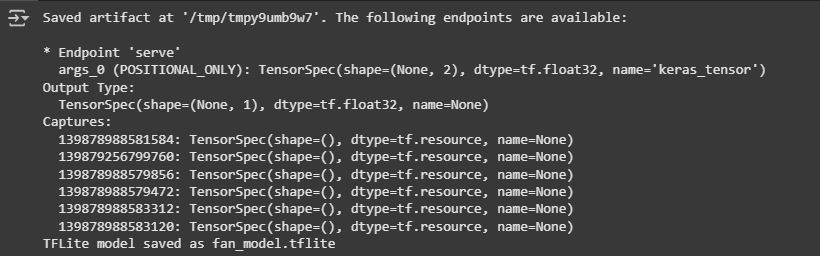 Saved artifact at '/tmp/tmpy9umb9w7'. The following endpoints are available:
* Endpoint 'serve'
args_0 (POSITIONAL_ONLY): TensorSpec(shape=(None, 2), dtype=tf.float32, name='keras_tensor')
Output Type:
TensorSpec(shape=(None, 1), dtype=tf.float32, name=None)
Captures:
139878988581584: TensorSpec(shape=(), dtype=tf.resource, name=None)
139879256799760: TensorSpec(shape=(), dtype=tf.resource, name=None)
139878988579856: TensorSpec(shape=(), dtype=tf.resource, name=None)
139878988579472: TensorSpec(shape=(), dtype=tf.resource, name=None)
139878988583312: TensorSpec(shape=(), dtype=tf.resource, name=None)
139878988583120: TensorSpec(shape=(), dtype=tf.resource, name=None)
TFLite model saved as fan_model.tflite